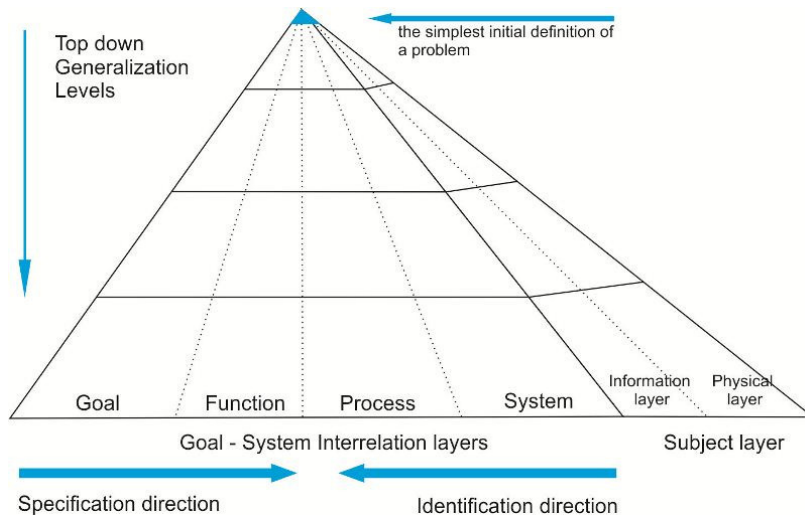 the simplest initial definition of
a problem
Top down
Generalization
Levels
Goal
Function
Process
System
Information
layer
Physical
layer
Goal - System Interrelation layers
Subject layer
Specification direction
Identification direction